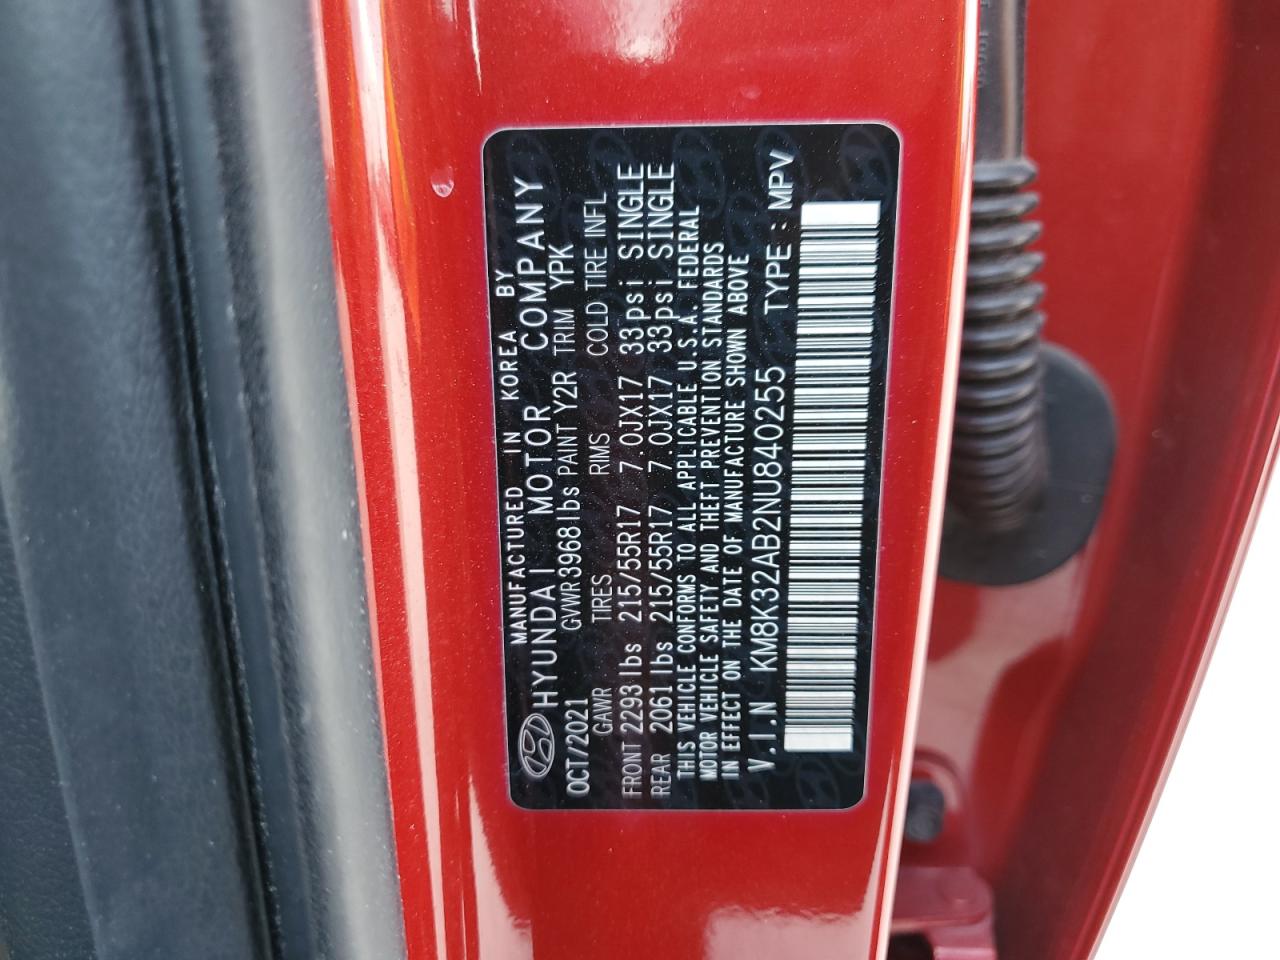 MANUFACTURED IN KOREA BY
HYUNDAI MOTOR COMPANY
OCT/2021 GVWR 3968 lbs PAINT Y2R TRIM YPK
GAWR TIRES RIMS COLD TIRE INFL
FRONT 2293 lbs 215/55R17 7.0JX17 33psi SINGLE
REAR 2061 lbs 215/55R17 7.0JX17 33psi SINGLE
THIS VEHICLE CONFORMS TO ALL APPLICABLE U.S.A. FEDERAL
MOTOR VEHICLE SAFETY AND THEFT PREVENTION STANDARDS
IN EFFECT ON THE DATE OF MANUFACTURE SHOWN ABOVE
V.I.N KM8K32AB2NU840255 TYPE : MPV